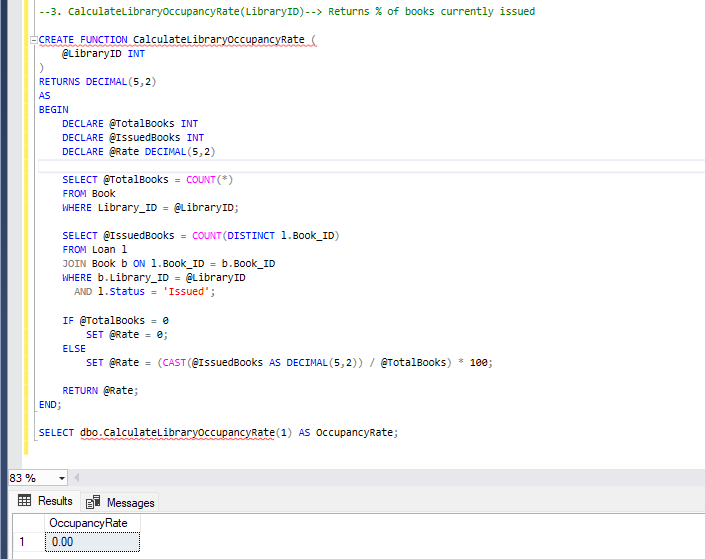 --3. CalculateLibraryOccupancyRate(LibraryID)--> Returns % of books currently issued
CREATE FUNCTION CalculateLibraryOccupancyRate (
@LibraryID INT
)
RETURNS DECIMAL(5,2)
AS
BEGIN
DECLARE @TotalBooks INT
DECLARE @IssuedBooks INT
DECLARE @Rate DECIMAL(5,2)
SELECT @TotalBooks = COUNT(*)
FROM Book
WHERE Library_ID = @LibraryID;
SELECT @IssuedBooks = COUNT(DISTINCT l.Book_ID)
FROM Loan l
JOIN Book b ON l.Book_ID = b.Book_ID
WHERE b.Library_ID = @LibraryID
AND l.Status = 'Issued';
IF @TotalBooks = 0
SET @Rate = 0;
ELSE
SET @Rate = (CAST(@IssuedBooks AS DECIMAL(5,2)) / @TotalBooks) * 100;
RETURN @Rate;
END;
SELECT dbo.CalculateLibraryOccupancyRate(1) AS OccupancyRate;
83 %
Results Messages
OccupancyRate
1 0.00